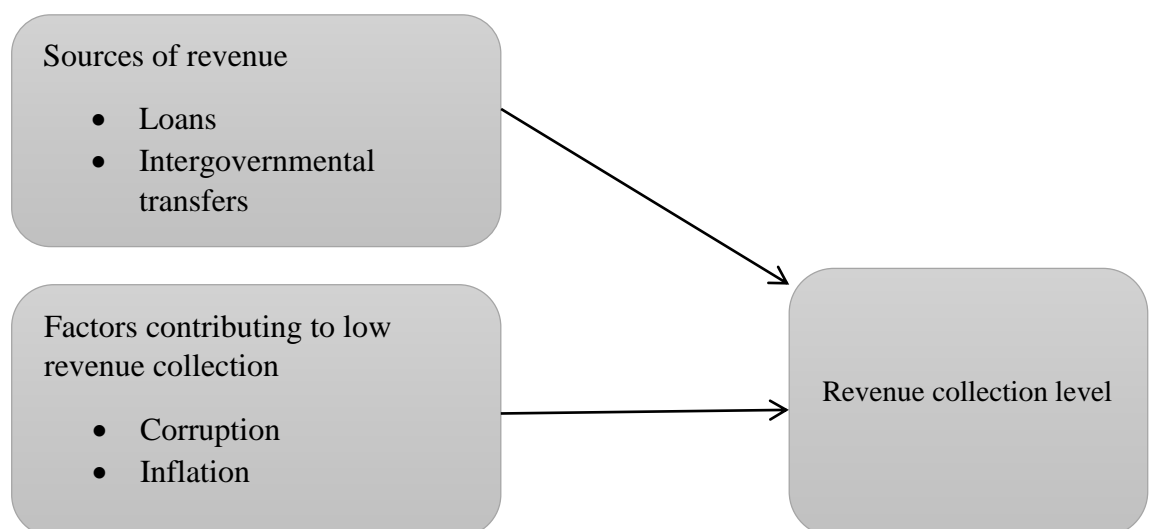 Sources of revenue
• Loans
• Intergovernmental
transfers
Factors contributing to low
revenue collection
• Corruption
• Inflation
Revenue collection level